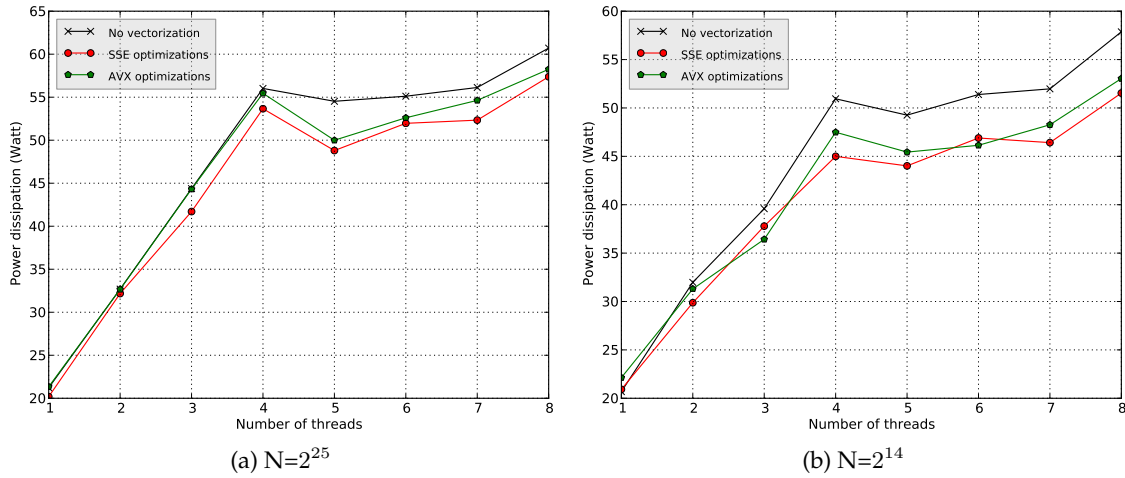 65
60
55
50
45
40
35
30
25
20
Power dissipation (Watt)
No vectorization
SSE optimizations
AVX optimizations
1 2 3 4 5 6 7 8
Number of threads
(a) N=2^25
60
55
50
45
40
35
30
25
20
Power dissipation (Watt)
No vectorization
SSE optimizations
AVX optimizations
1 2 3 4 5 6 7 8
Number of threads
(b) N=2^14